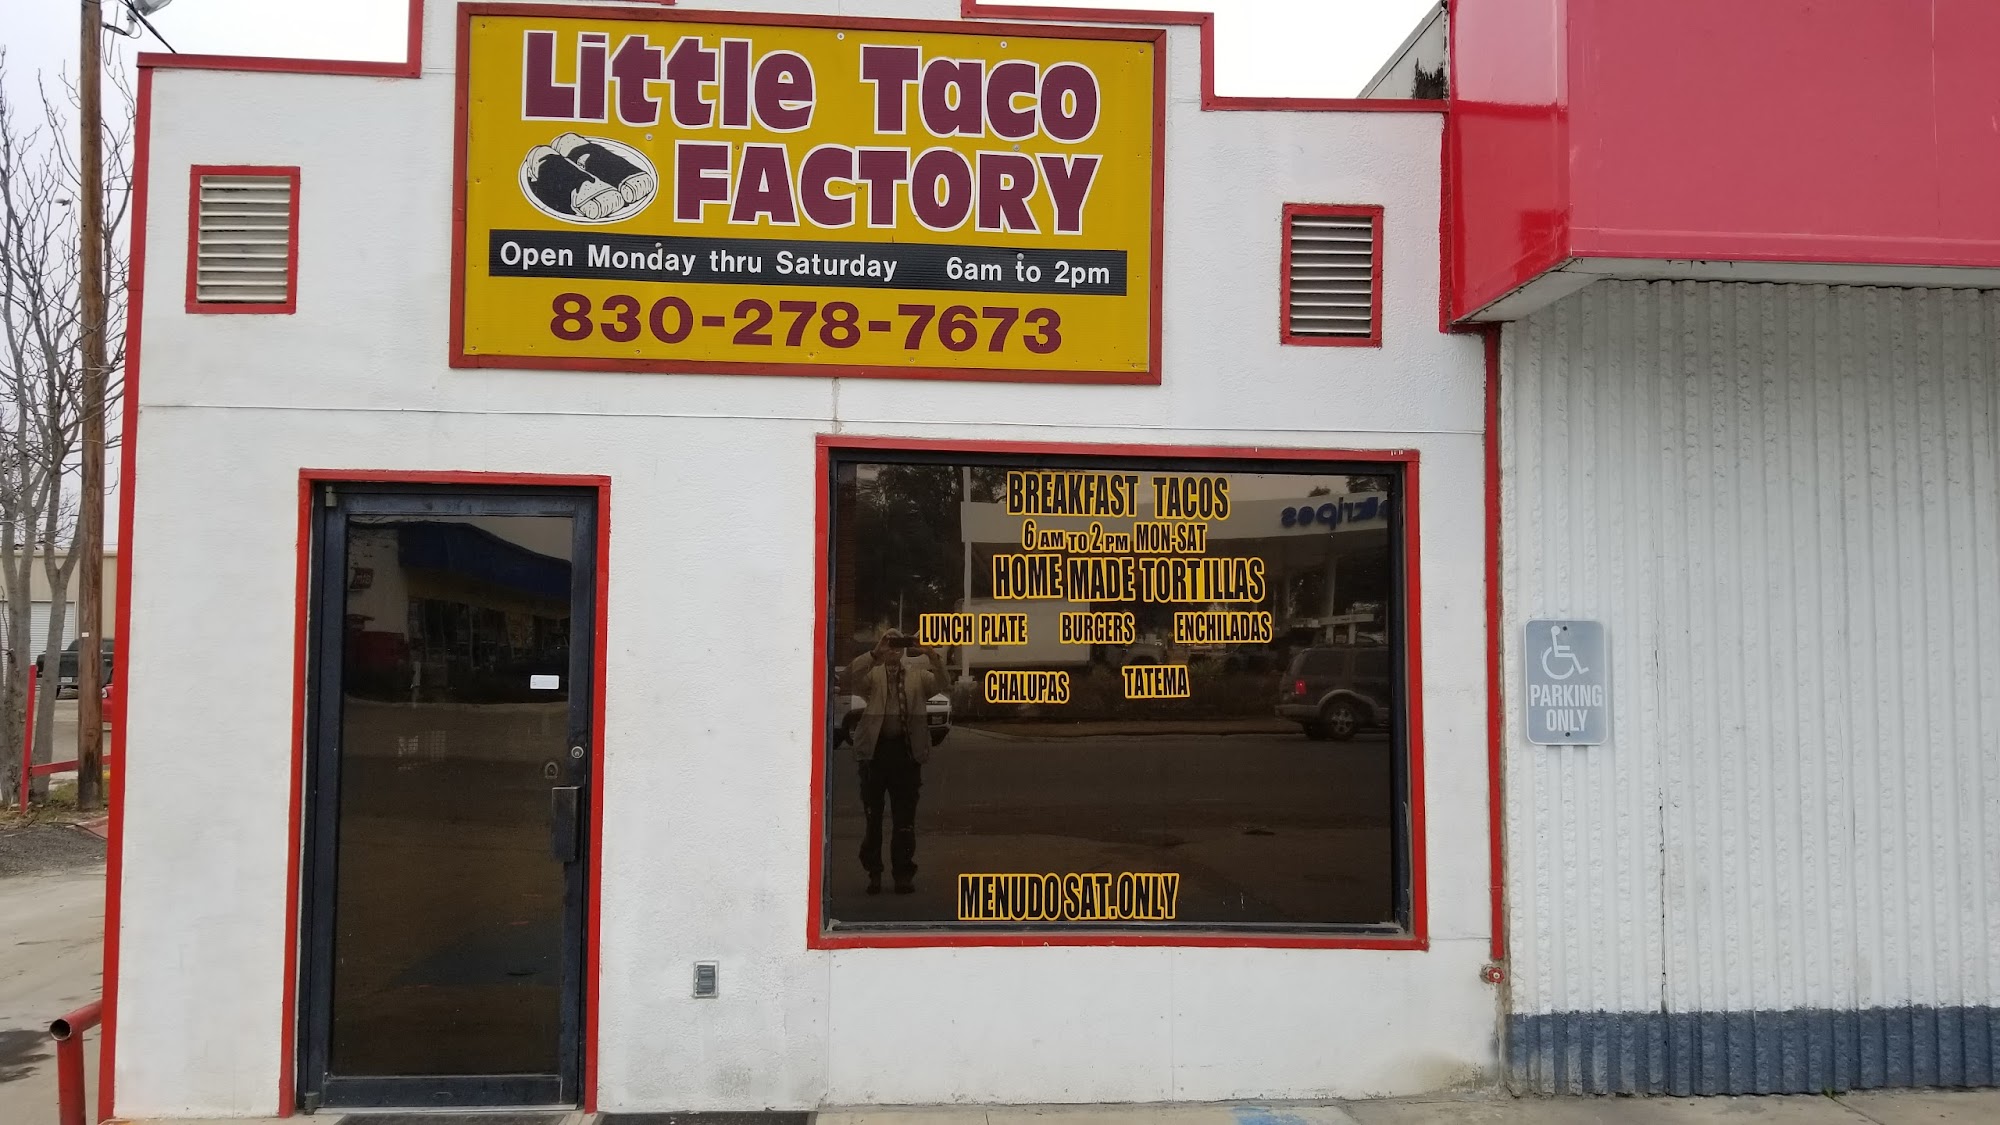 Little Taco
FACTORY
Open Monday thru Saturday 6am to 2pm
830-278-7673
BREAKFAST TACOS
6 AM TO 2 PM MON-SAT
HOME MADE TORTILLAS
LUNCH PLATE BURGERS ENCHILADAS
CHALUPAS TATEMA
MENUDO SAT.ONLY
PARKING
ONLY